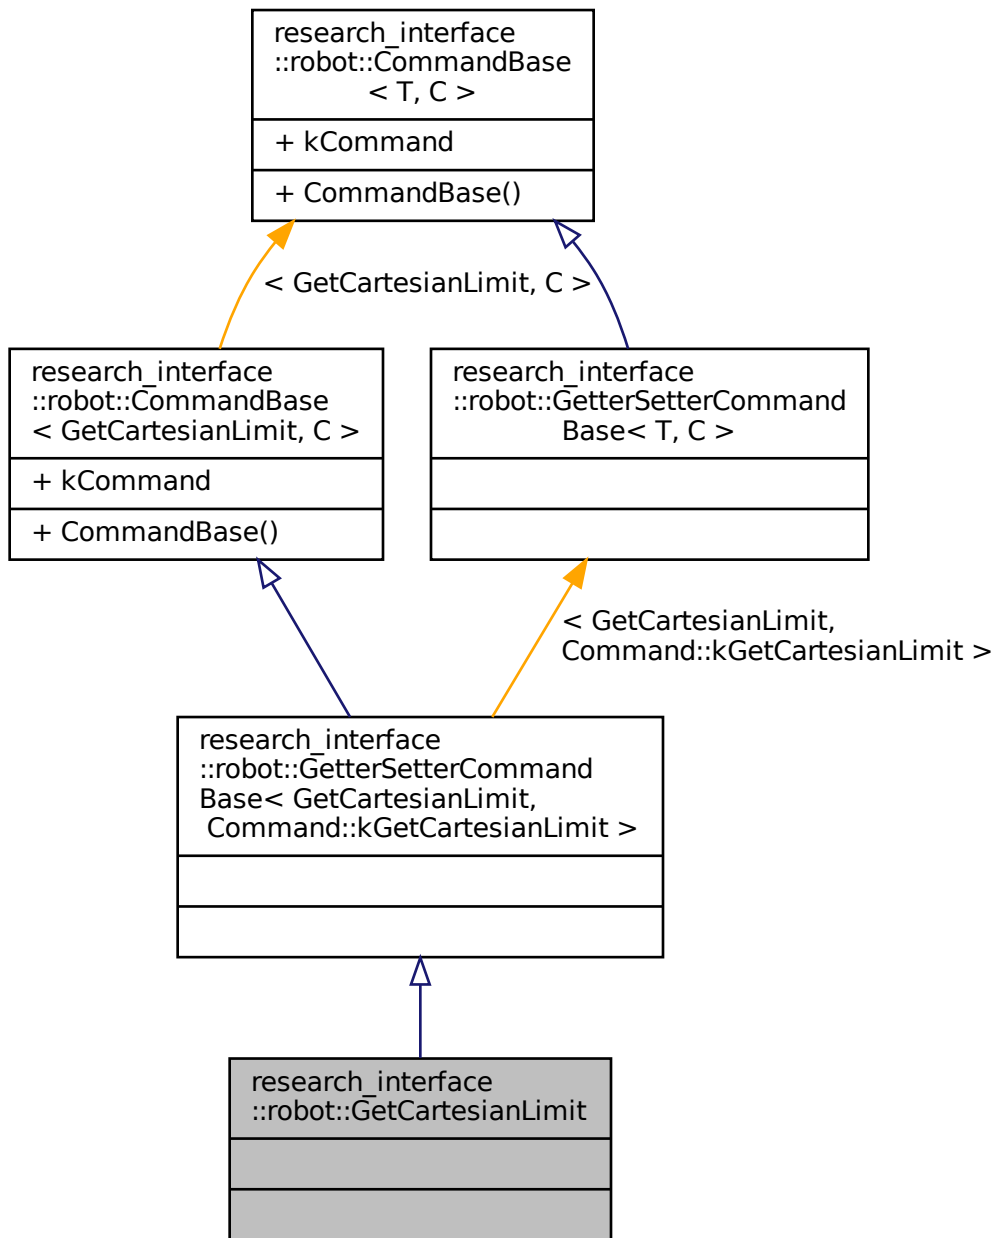 research_interface
::robot::CommandBase
< T, C >
+ kCommand
+ CommandBase()
< GetCartesianLimit, C >
research_interface
::robot::CommandBase
< GetCartesianLimit, C >
+ kCommand
+ CommandBase()
research_interface
::robot::GetterSetterCommand
Base< T, C >
< GetCartesianLimit,
Command::kGetCartesianLimit >
research_interface
::robot::GetterSetterCommand
Base< GetCartesianLimit,
Command::kGetCartesianLimit >
research_interface
::robot::GetCartesianLimit